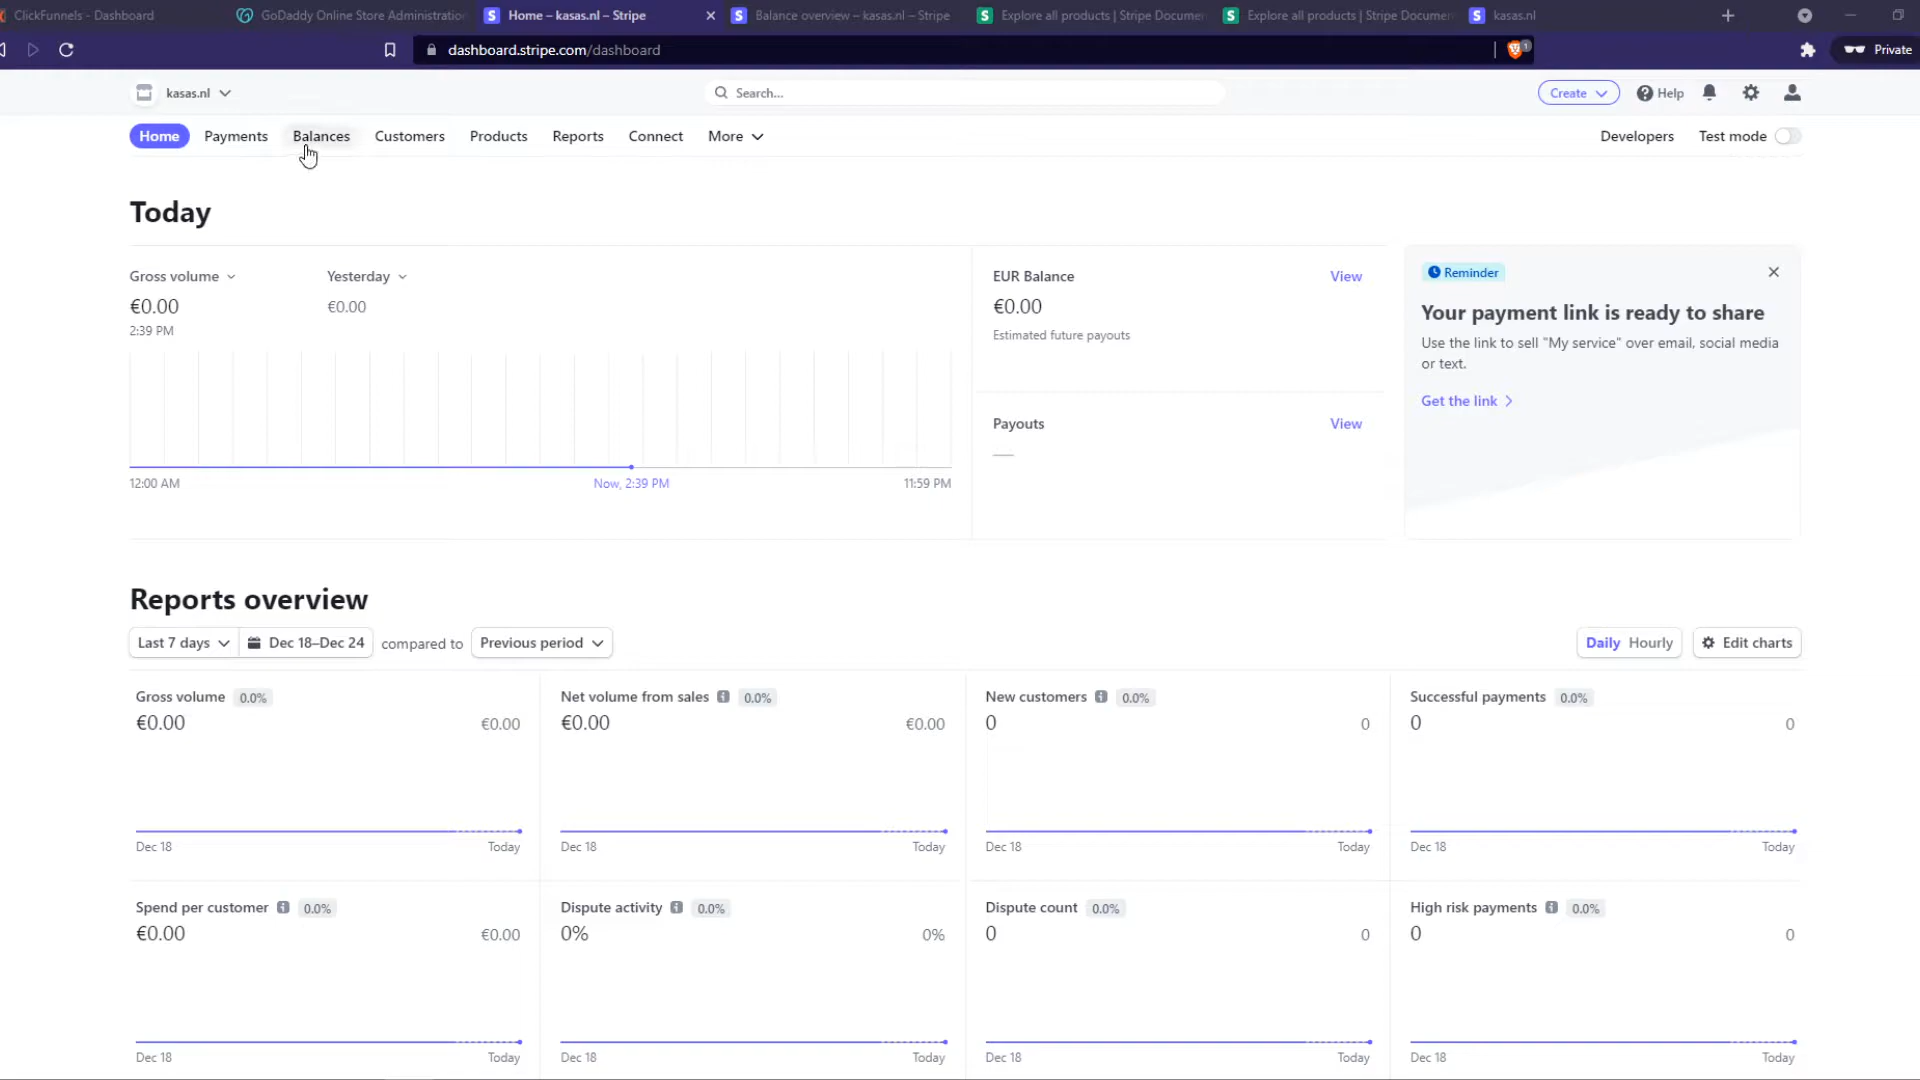 ClickFunnels - Dashboard
GoDaddy Online Store Administratio
Home – kasas.nl – Stripe
Balance overview – kasas.nl – Stripe
Explore all products | Stripe Documen
Explore all products | Stripe Documen
kasas.nl
dashboard.stripe.com/dashboard
1
Private
kasas.nl
Search...
Create
Help
Home
Payments
Balances
Customers
Products
Reports
Connect
More
Developers
Test mode
Today
Gross volume
€0.00
2:39 PM
Yesterday
€0.00
12:00 AM
Now, 2:39 PM
11:59 PM
EUR Balance
View
€0.00
Estimated future payouts
Payouts
View
—
Reminder
Your payment link is ready to share
Use the link to sell "My service" over email, social media
or text.
Get the link
Reports overview
Last 7 days
Dec 18–Dec 24
compared to
Previous period
Daily
Hourly
Edit charts
Gross volume 0.0%
€0.00 €0.00
Dec 18 Today
Net volume from sales 0.0%
€0.00 €0.00
Dec 18 Today
New customers 0.0%
0 0
Dec 18 Today
Successful payments 0.0%
0 0
Dec 18 Today
Spend per customer 0.0%
€0.00 €0.00
Dec 18 Today
Dispute activity 0.0%
0% 0%
Dec 18 Today
Dispute count 0.0%
0 0
Dec 18 Today
High risk payments 0.0%
0 0
Dec 18 Today